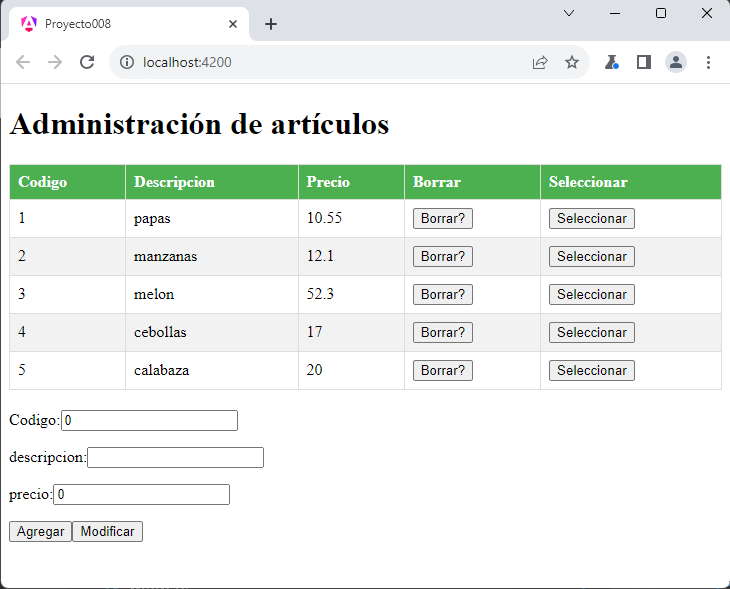 Proyecto008
localhost:4200
Administración de artículos
Codigo Descripcion Precio Borrar Seleccionar
1 papas 10.55 Borrar? Seleccionar
2 manzanas 12.1 Borrar? Seleccionar
3 melon 52.3 Borrar? Seleccionar
4 cebollas 17 Borrar? Seleccionar
5 calabaza 20 Borrar? Seleccionar
Codigo: 0
descripcion:
precio: 0
Agregar Modificar